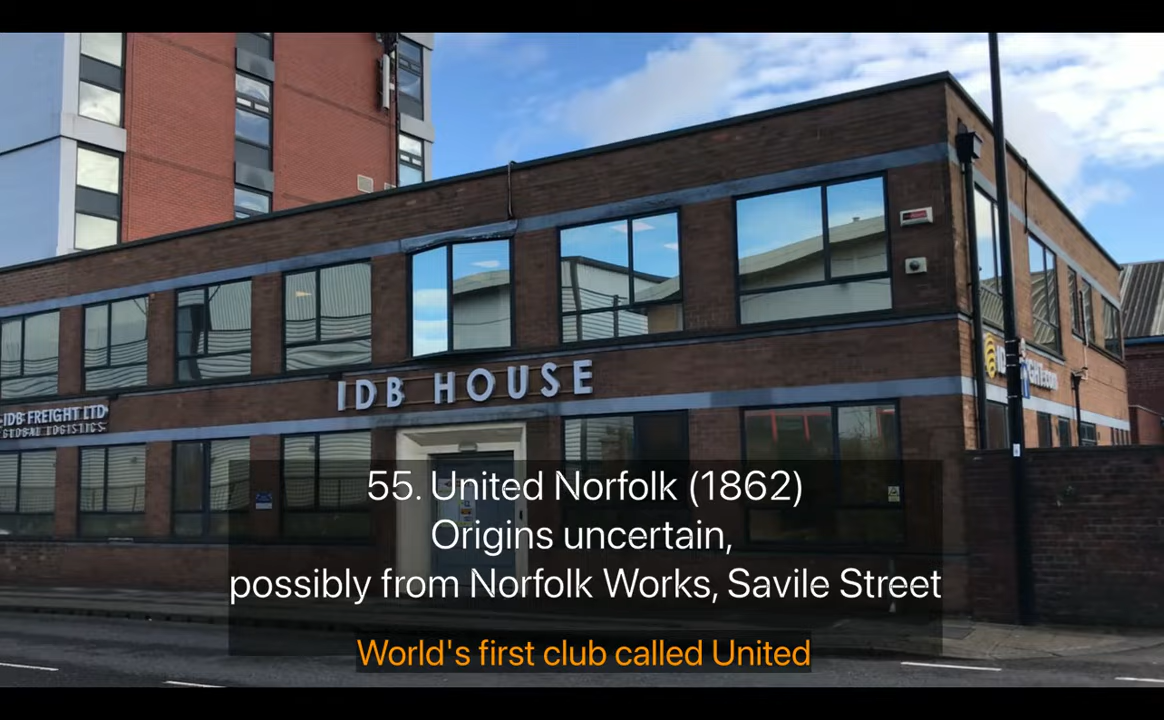 IDB HOUSE
IDB FREIGHT LTD
GLOBAL LOGISTICS
55. United Norfolk (1862)
Origins uncertain,
possibly from Norfolk Works, Savile Street
World's first club called United